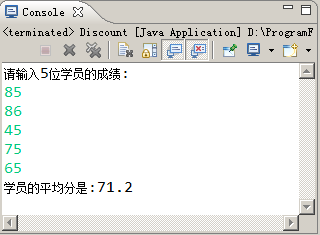 Console
<terminated> Discount [Java Application] D:\ProgramF
请输入5位学员的成绩:
85
86
45
75
65
学员的平均分是:71.2